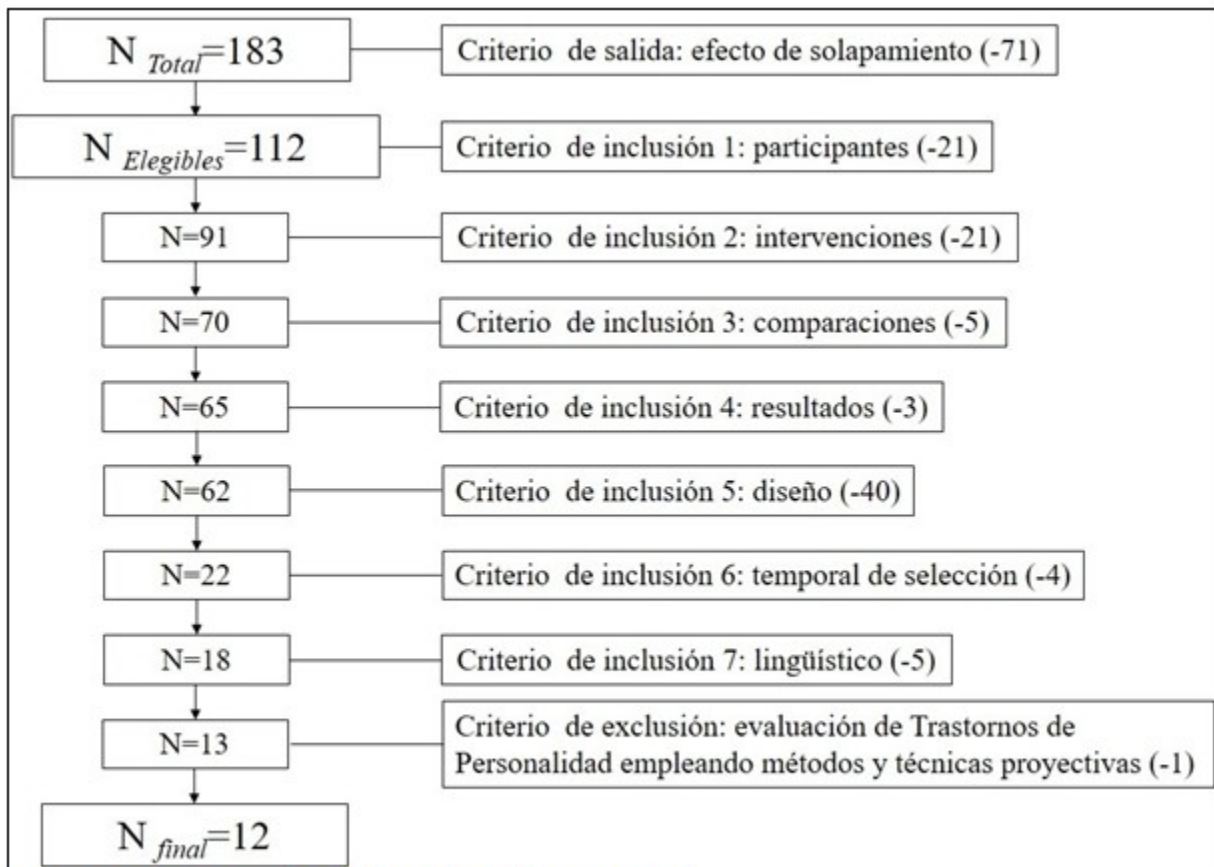 N Total=183
Criterio de salida: efecto de solapamiento (-71)
N Elegibles=112
Criterio de inclusión 1: participantes (-21)
N=91
Criterio de inclusión 2: intervenciones (-21)
N=70
Criterio de inclusión 3: comparaciones (-5)
N=65
Criterio de inclusión 4: resultados (-3)
N=62
Criterio de inclusión 5: diseño (-40)
N=22
Criterio de inclusión 6: temporal de selección (-4)
N=18
Criterio de inclusión 7: lingüístico (-5)
N=13
Criterio de exclusión: evaluación de Trastornos de
Personalidad empleando métodos y técnicas proyectivas (-1)
N final=12